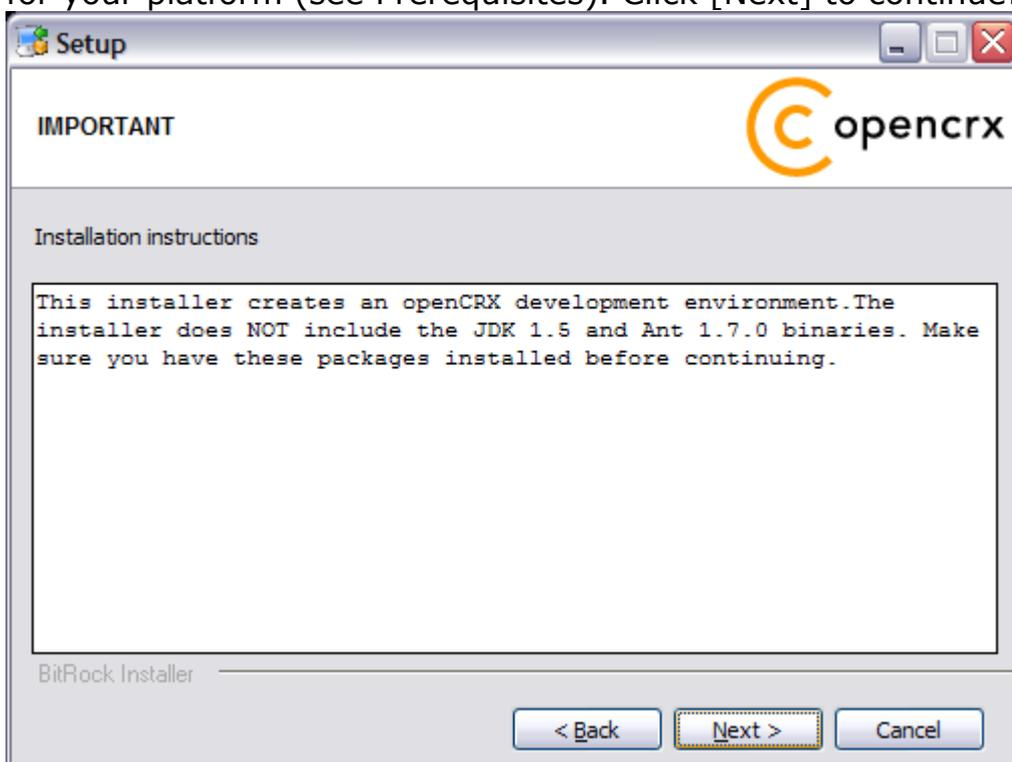 for your platform (see Prerequisites). Click [Next] to continue.
Setup
IMPORTANT
opencrx
Installation instructions
This installer creates an openCRX development environment.The
installer does NOT include the JDK 1.5 and Ant 1.7.0 binaries. Make
sure you have these packages installed before continuing.
BitRock Installer
< Back
Next >
Cancel